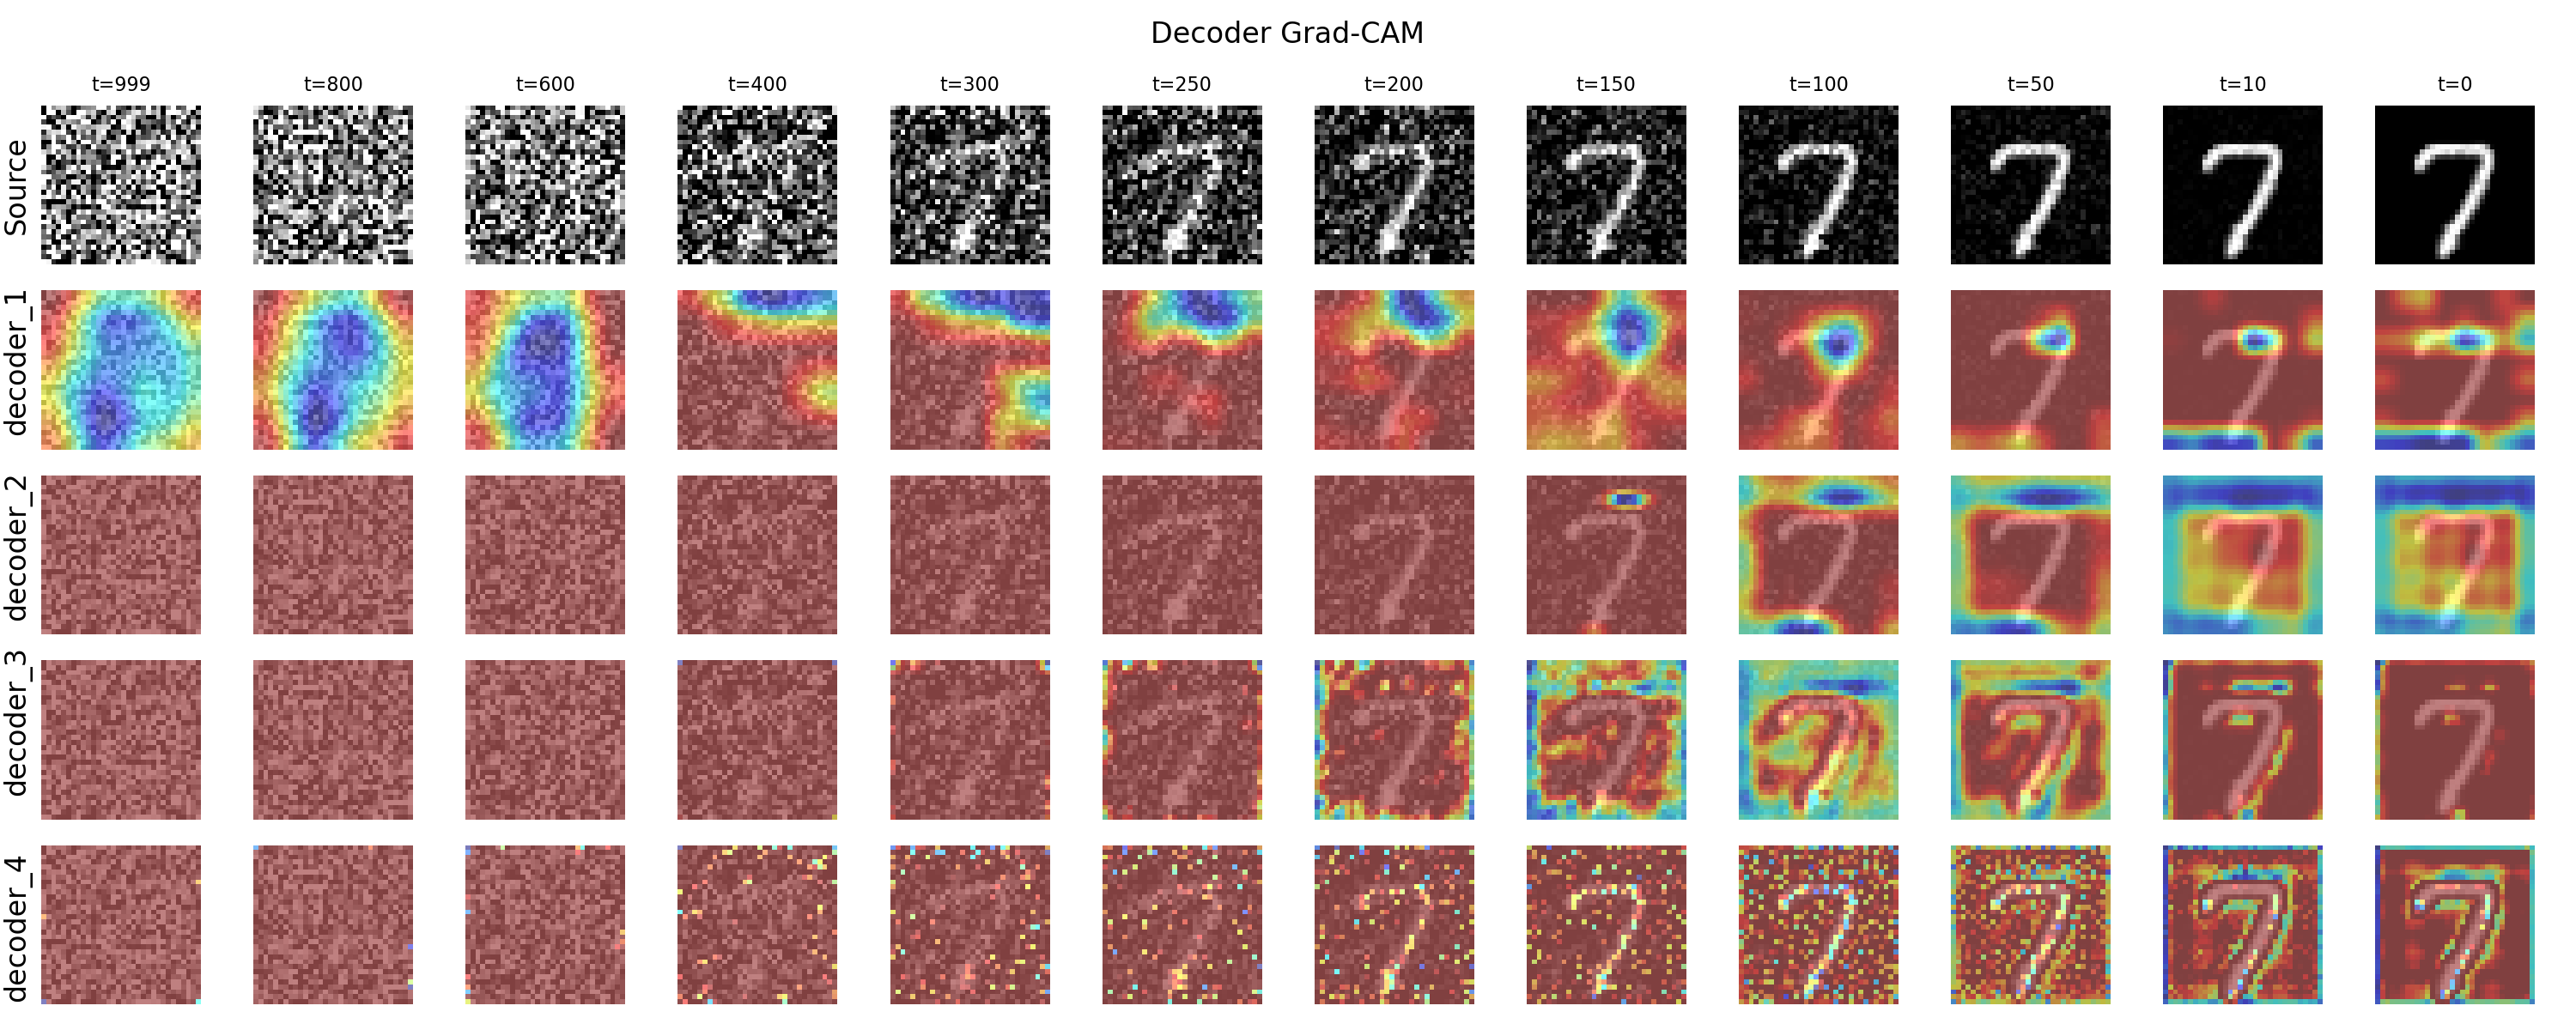 Decoder Grad-CAM
t=999 t=800 t=600 t=400 t=300 t=250 t=200 t=150 t=100 t=50 t=10 t=0
Source
decoder_1
decoder_2
decoder_3
decoder_4